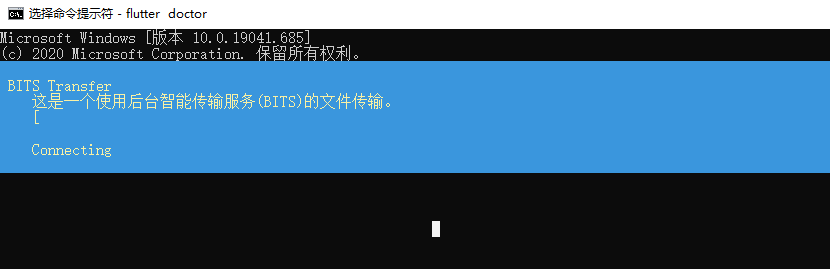 选择命令提示符 - flutter doctor
Microsoft Windows [版本 10.0.19041.685]
(c) 2020 Microsoft Corporation. 保留所有权利。
BITS Transfer
这是一个使用后台智能传输服务(BITS)的文件传输。
[
Connecting